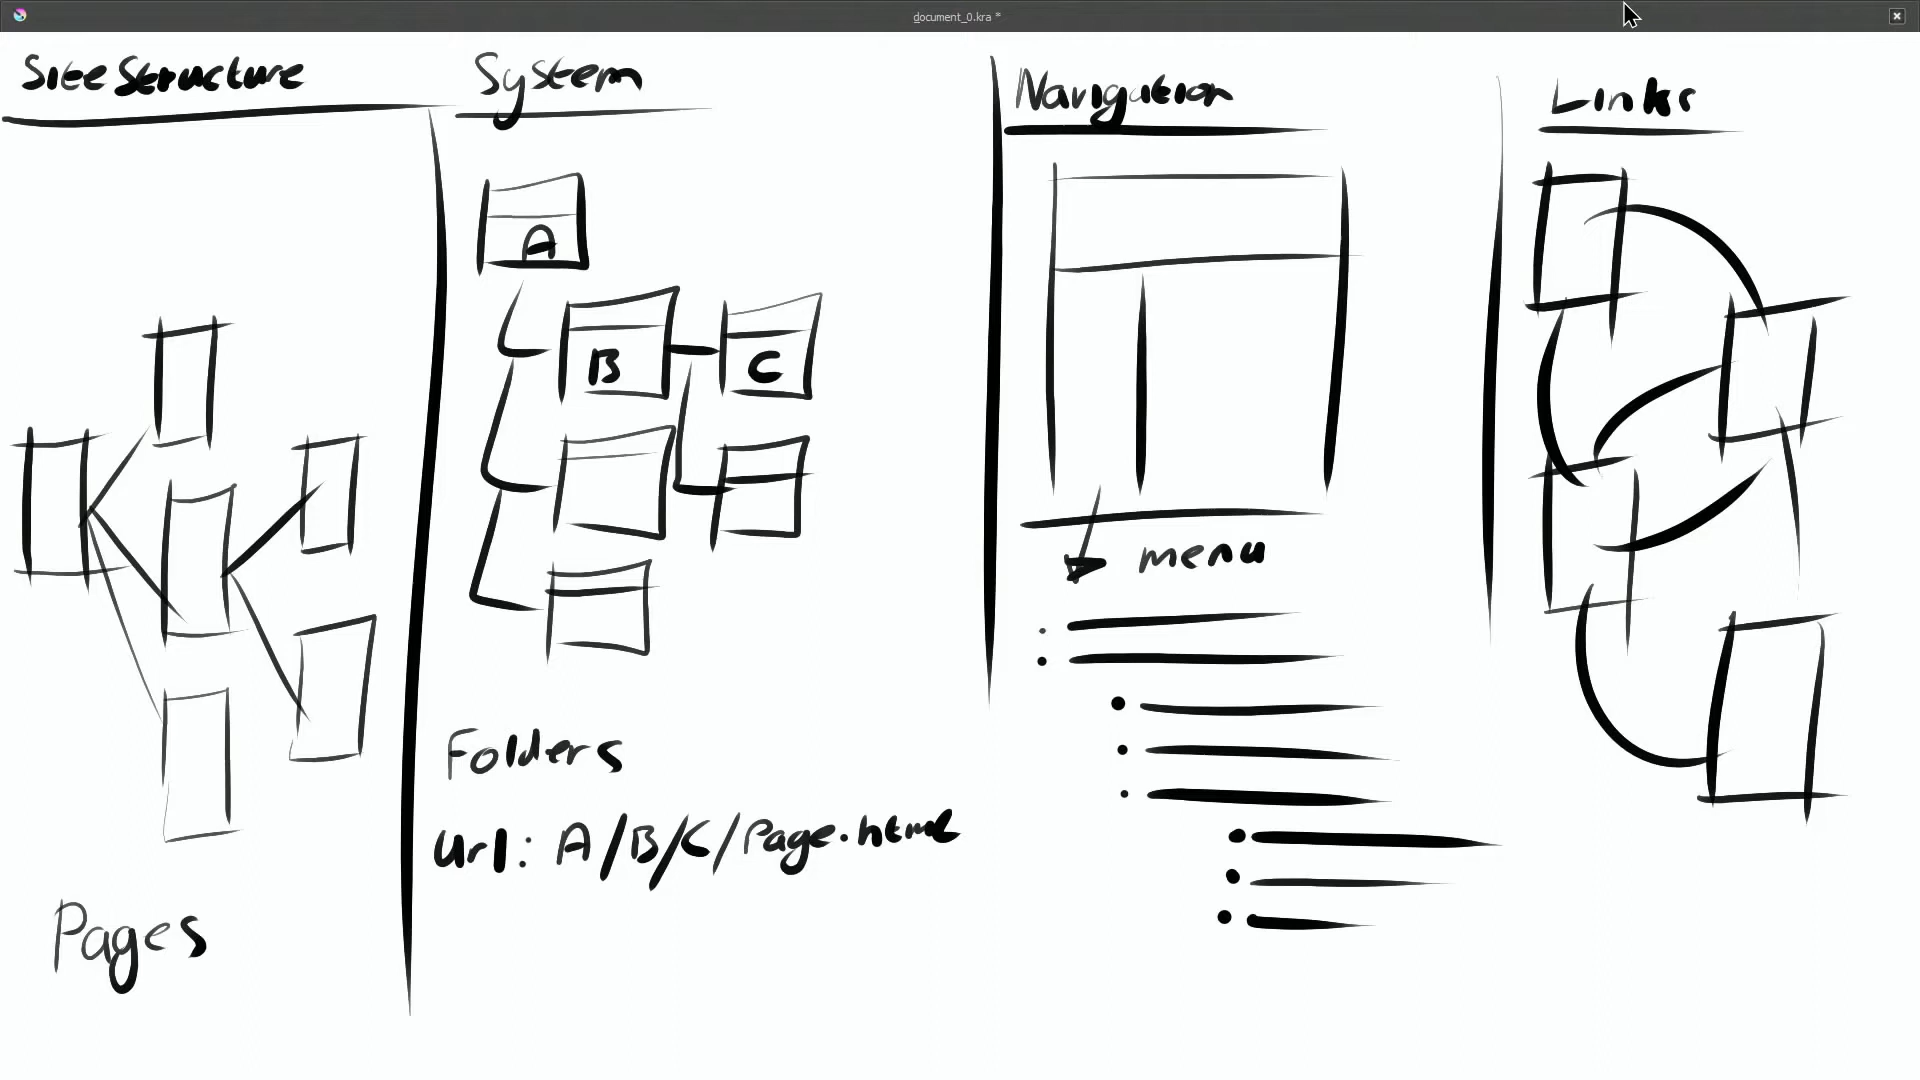 document_0.kra *
Site Structure
System
Navigation
Links
A
B
C
menu
Folders
Url: A/B/C/Page.html
Pages